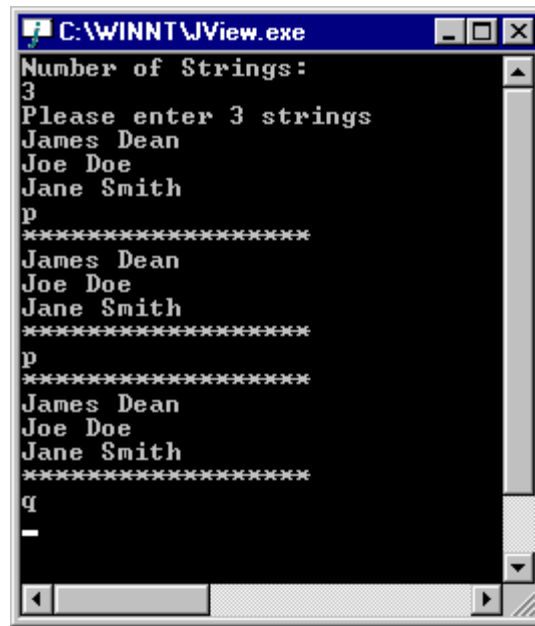 C:\WINNT\JView.exe
Number of Strings:
3
Please enter 3 strings
James Dean
Joe Doe
Jane Smith
p
******************
James Dean
Joe Doe
Jane Smith
******************
p
******************
James Dean
Joe Doe
Jane Smith
******************
q